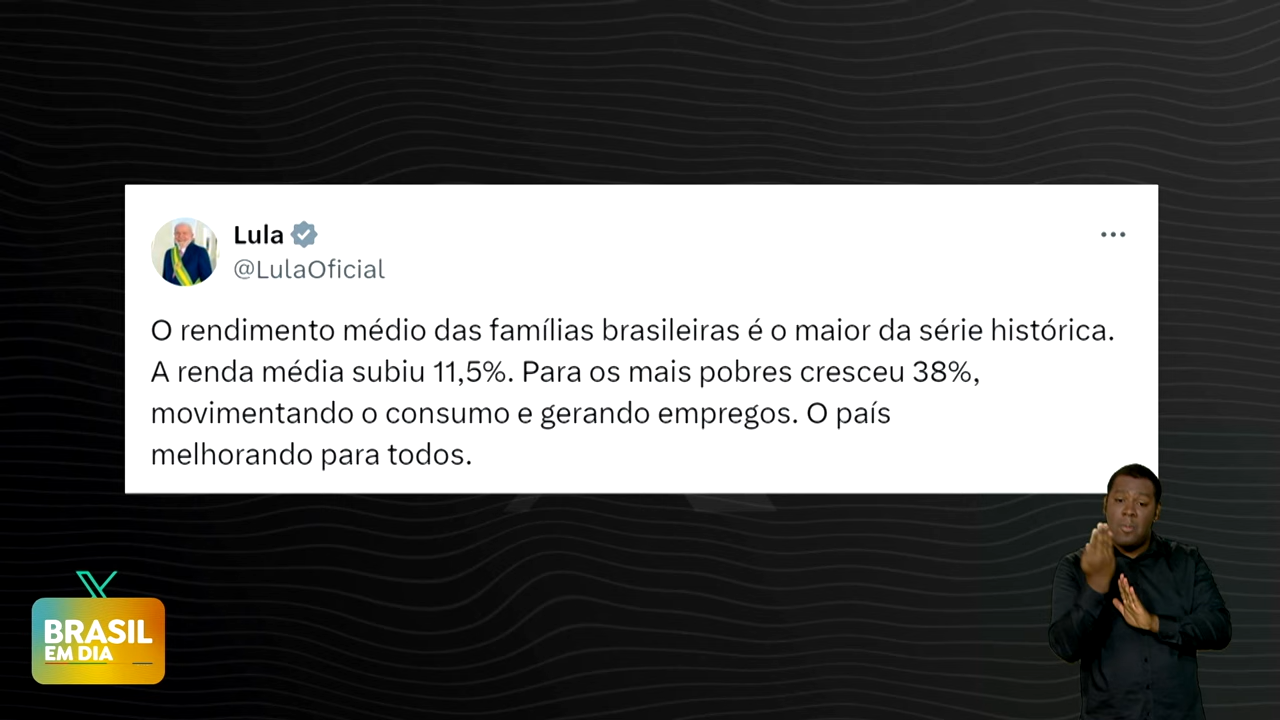 Lula
@LulaOficial
O rendimento médio das famílias brasileiras é o maior da série histórica.
A renda média subiu 11,5%. Para os mais pobres cresceu 38%,
movimentando o consumo e gerando empregos. O país
melhorando para todos.
BRASIL
EM DIA